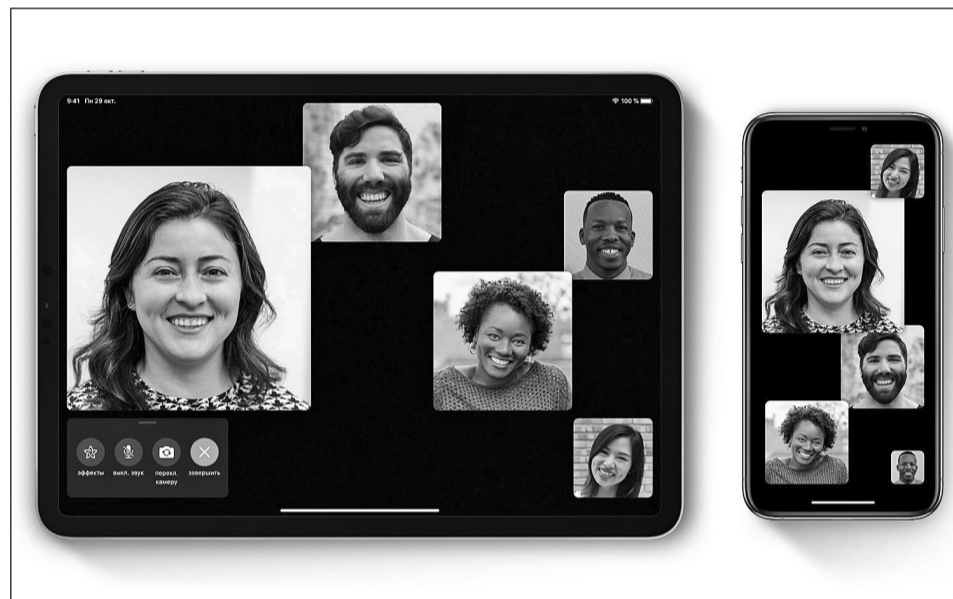 9:41 Пн 29 окт.
100 %
эффекты
выкл. звук
перекл.
камеру
завершить